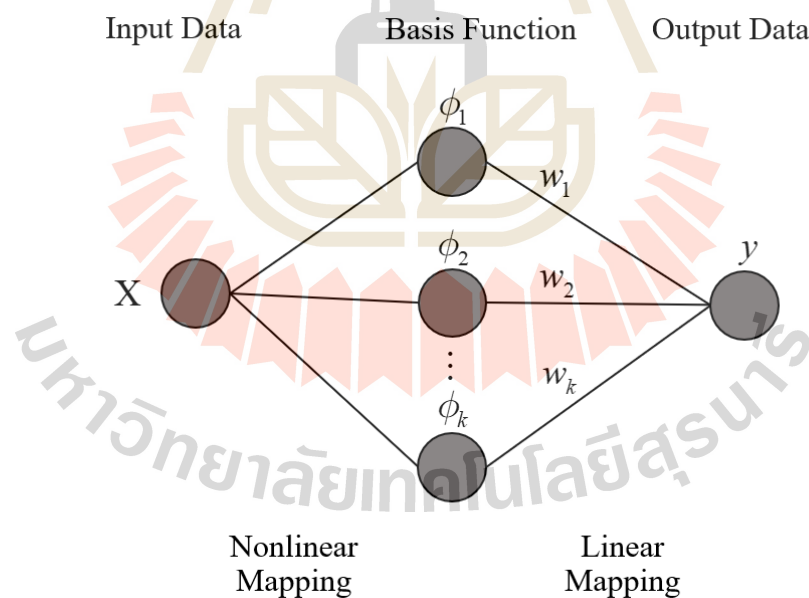 Input Data
Basis Function
Output Data
ϕ₁
w₁
ϕ₂
y
X
w₂
⋮
wₖ
ϕₖ
มหาวิทยาลัยเทคโนโลยีสุรนาร
Nonlinear
Mapping
Linear
Mapping